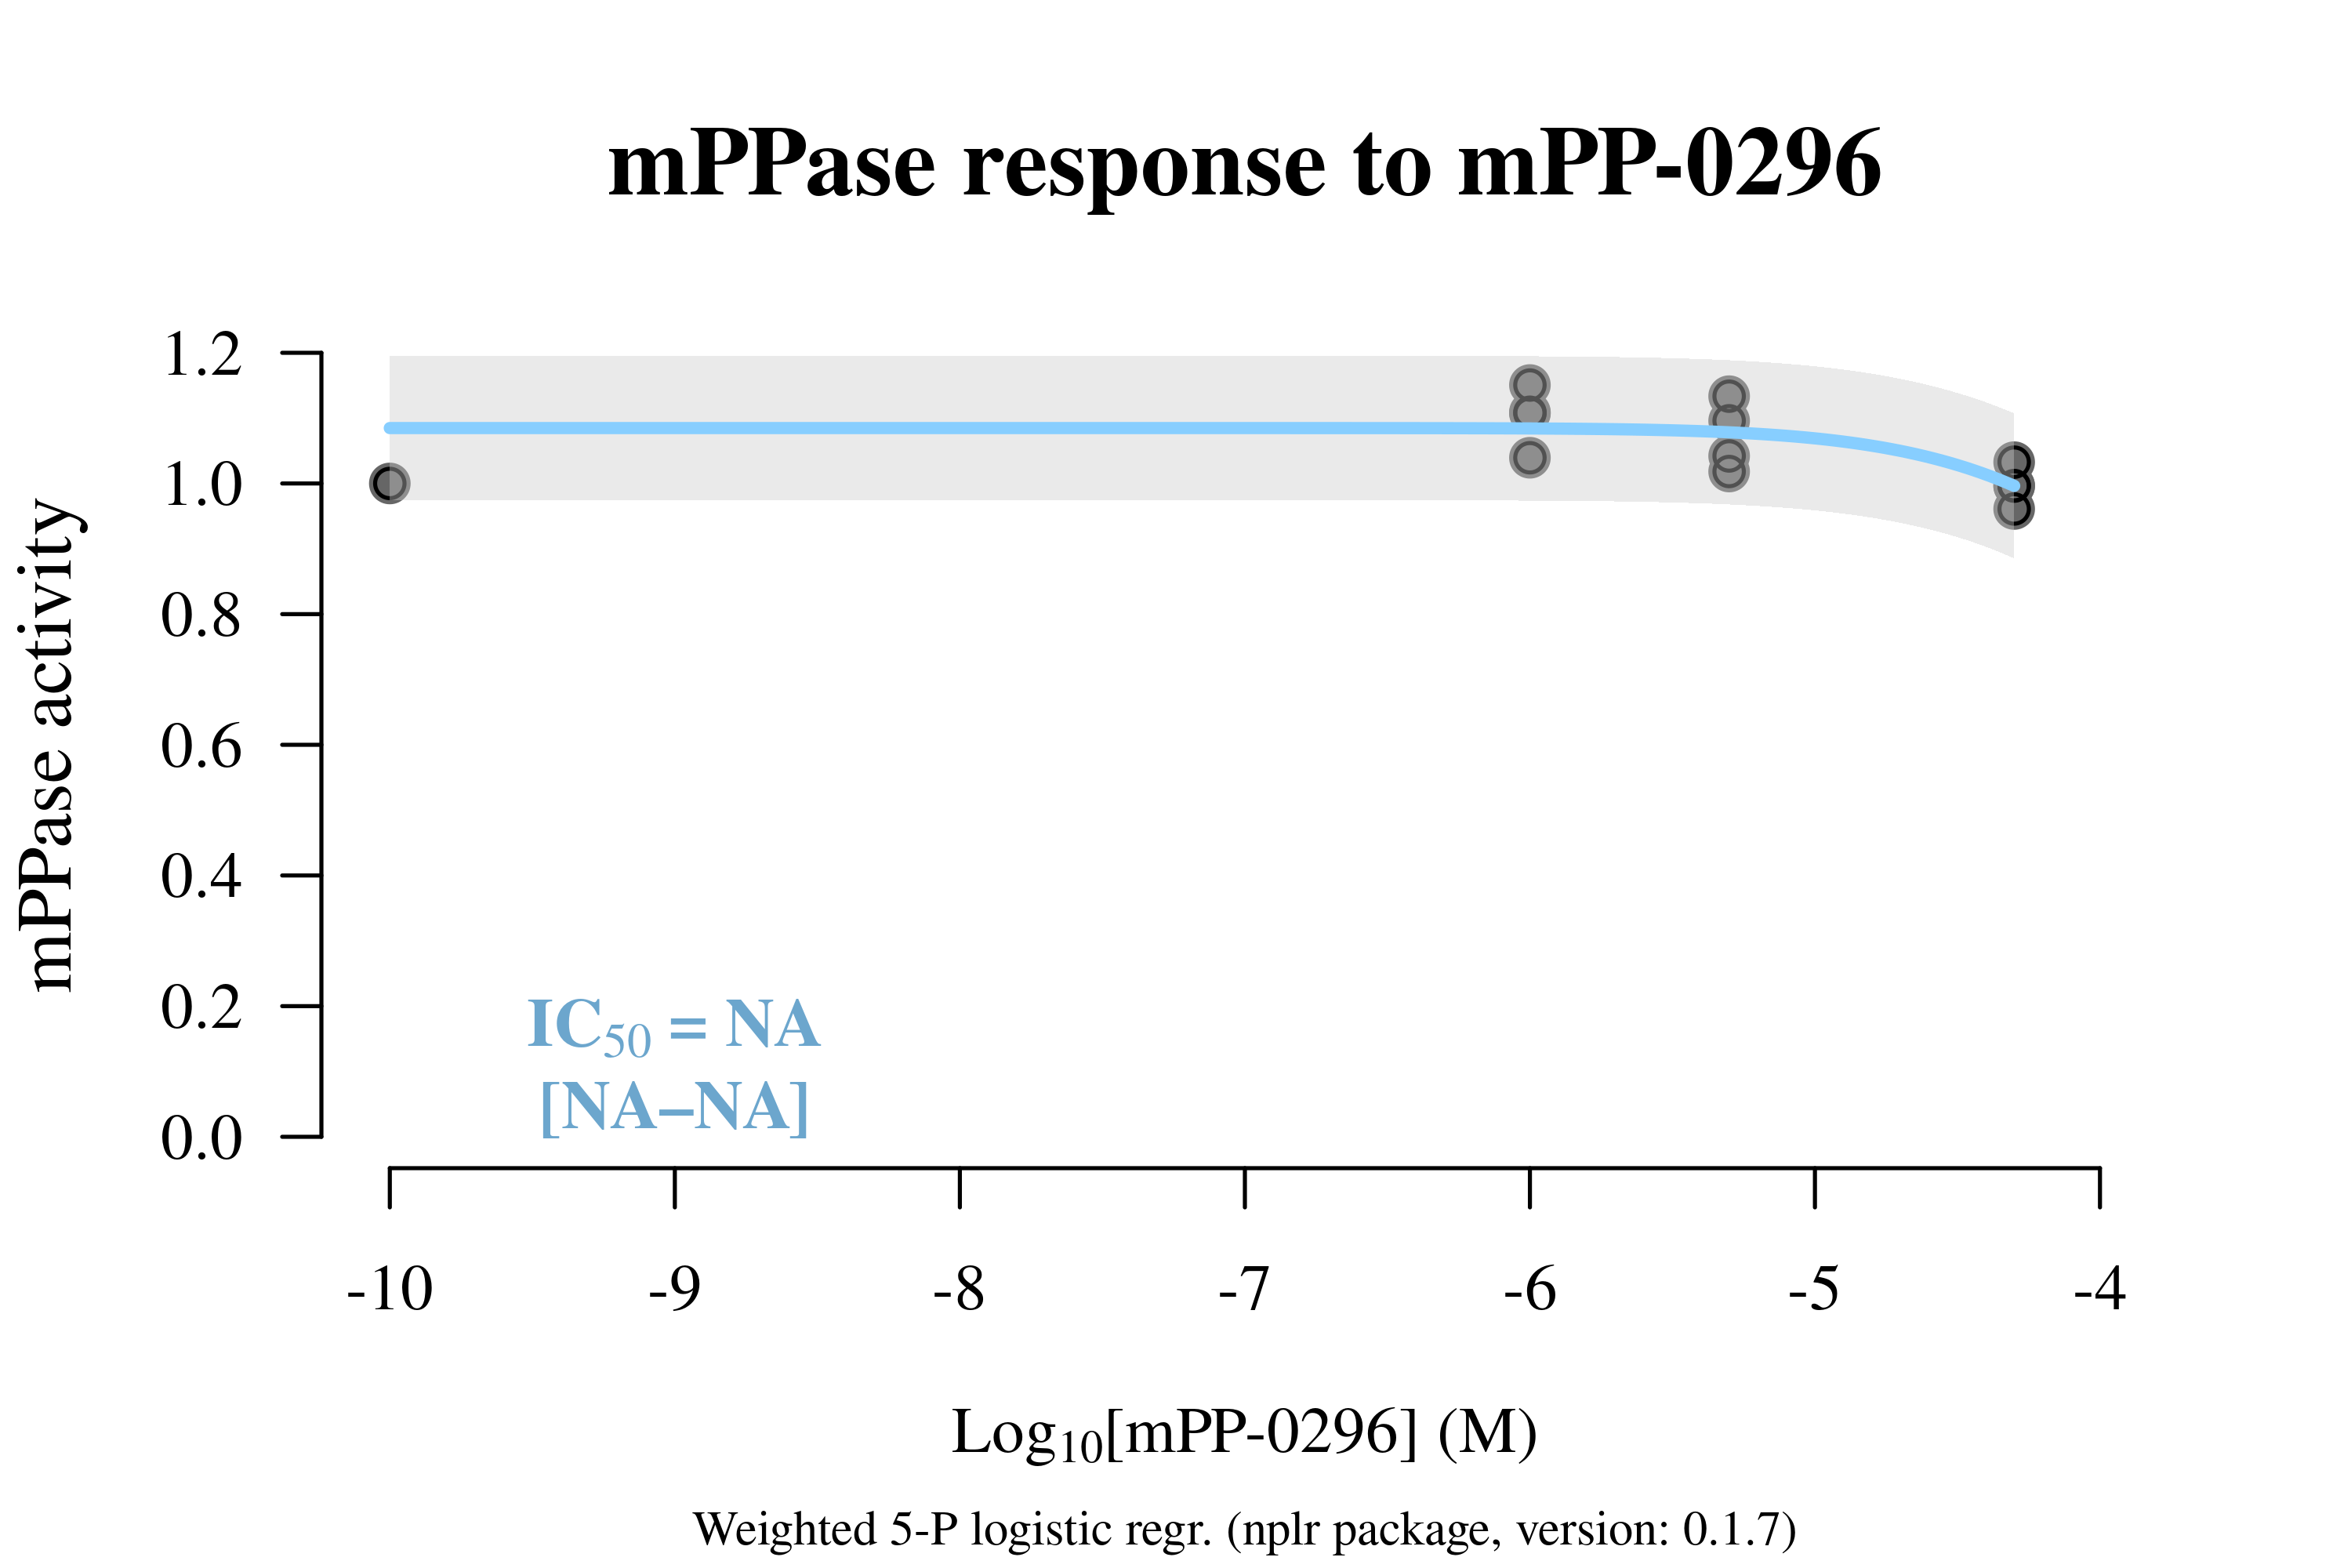 mPPase response to mPP-0296
mPPase activity
1.2
1.0
0.8
0.6
0.4
0.2
0.0
IC50 = NA
[NA–NA]
-10 -9 -8 -7 -6 -5 -4
Log10[mPP-0296] (M)
Weighted 5-P logistic regr. (nplr package, version: 0.1.7)